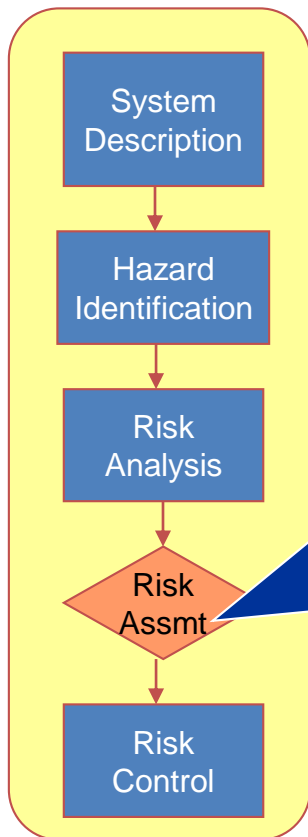 System
Description
Hazard
Identification
Risk
Analysis
Risk
Assmt
Risk
Control